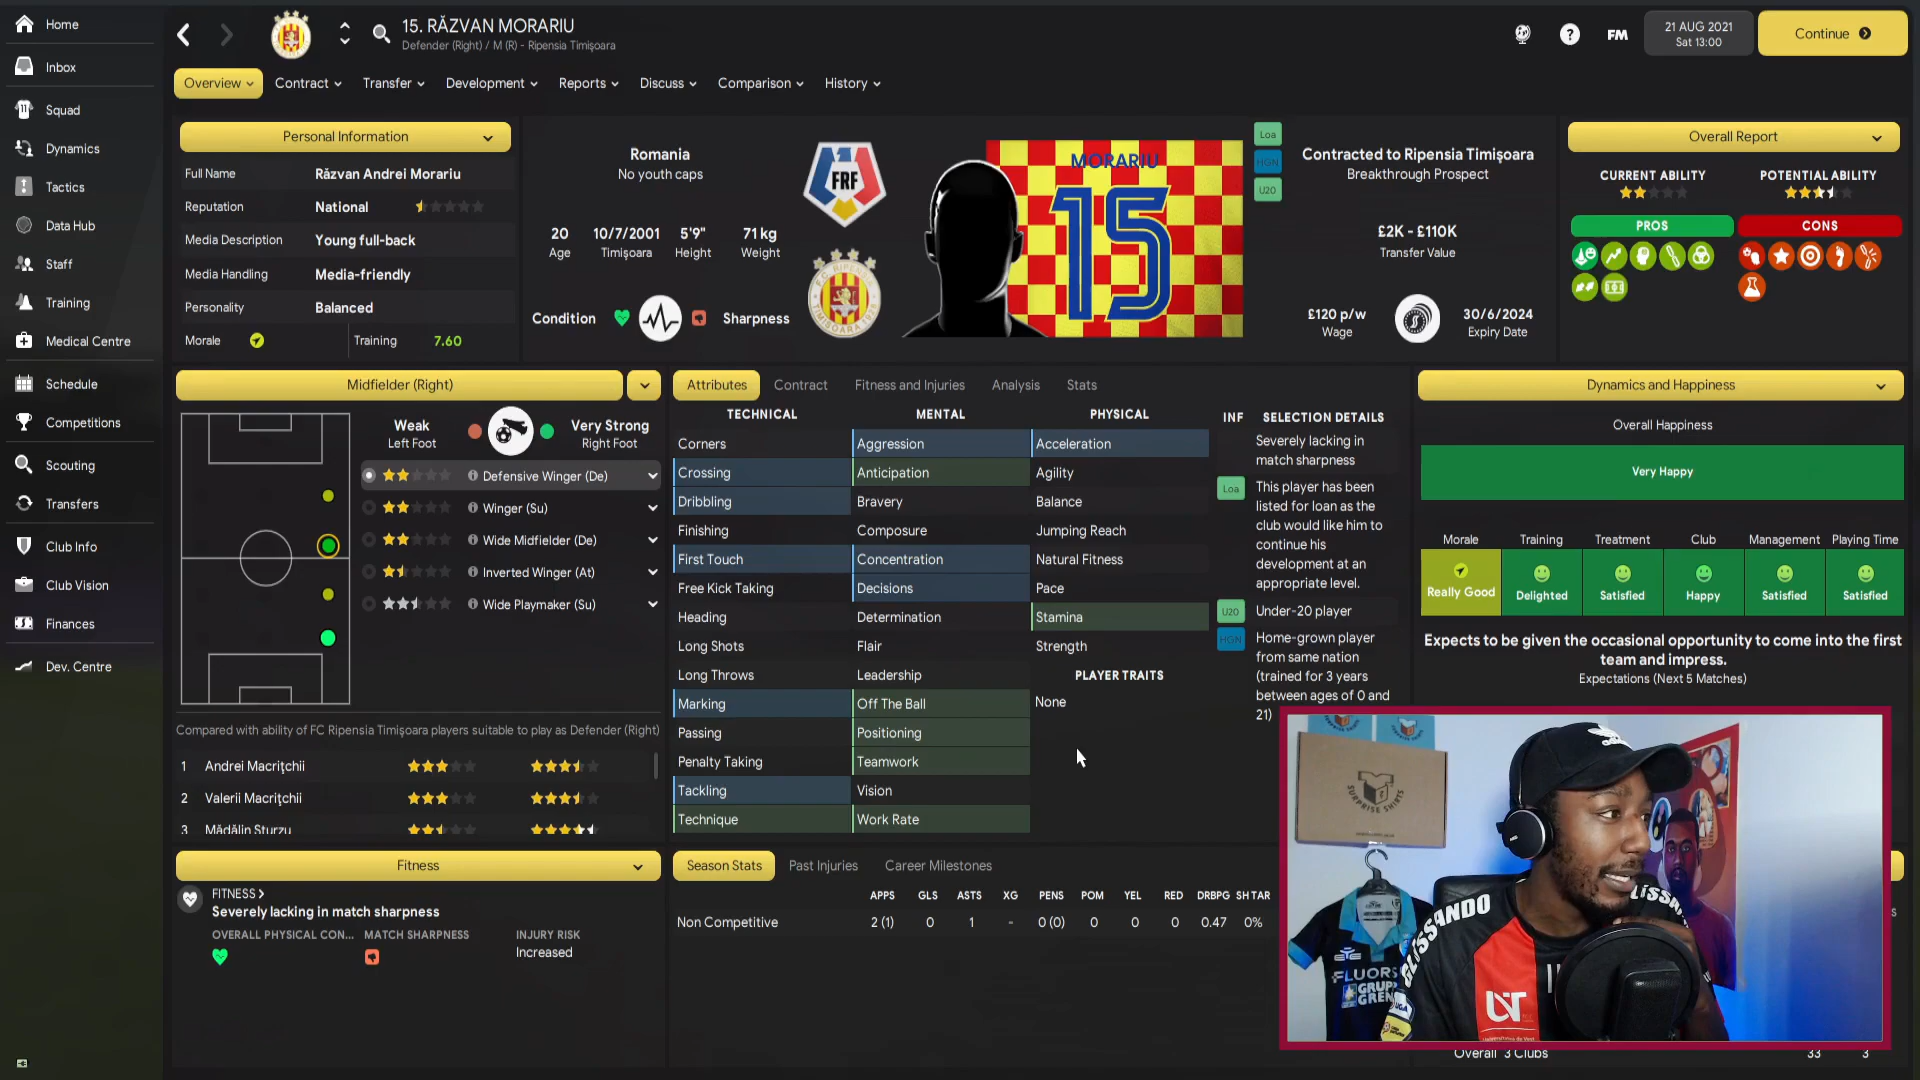 Home
Inbox
Squad
Dynamics
Tactics
Data Hub
Staff
Training
Medical Centre
Schedule
Competitions
Scouting
Transfers
Club Info
Club Vision
Finances
Dev. Centre
15. RĂZVAN MORARIU
Defender (Right) / M (R) - Ripensia Timişoara
FM
21 AUG 2021
Sat 13:00
Continue
Overview
Contract
Transfer
Development
Reports
Discuss
Comparison
History
Personal Information
Full Name Răzvan Andrei Morariu
Reputation National
Media Description Young full-back
Media Handling Media-friendly
Personality Balanced
Morale
Training 7.60
Romania
No youth caps
20
Age
10/7/2001
Timişoara
5'9"
Height
71 kg
Weight
Condition
Sharpness
FRF
MORARIU
15
Loa
HGN
U20
Contracted to Ripensia Timişoara
Breakthrough Prospect
£2K - £110K
Transfer Value
£120 p/w
Wage
30/6/2024
Expiry Date
Overall Report
CURRENT ABILITY
POTENTIAL ABILITY
PROS
CONS
Midfielder (Right)
Weak
Left Foot
Very Strong
Right Foot
Defensive Winger (De)
Winger (Su)
Wide Midfielder (De)
Inverted Winger (At)
Wide Playmaker (Su)
Compared with ability of FC Ripensia Timişoara players suitable to play as Defender (Right)
1 Andrei Macriţchii
2 Valerii Macriţchii
3 Mădălin Sturzu
Fitness
FITNESS >
Severely lacking in match sharpness
OVERALL PHYSICAL CON...
MATCH SHARPNESS
INJURY RISK
Increased
Attributes
Contract
Fitness and Injuries
Analysis
Stats
TECHNICAL
Corners
Crossing
Dribbling
Finishing
First Touch
Free Kick Taking
Heading
Long Shots
Long Throws
Marking
Passing
Penalty Taking
Tackling
Technique
MENTAL
Aggression
Anticipation
Bravery
Composure
Concentration
Decisions
Determination
Flair
Leadership
Off The Ball
Positioning
Teamwork
Vision
Work Rate
PHYSICAL
Acceleration
Agility
Balance
Jumping Reach
Natural Fitness
Pace
Stamina
Strength
PLAYER TRAITS
None
INF
SELECTION DETAILS
Severely lacking in
match sharpness
Loa
This player has been
listed for loan as the
club would like him to
continue his
development at an
appropriate level.
U20
Under-20 player
HGN
Home-grown player
from same nation
(trained for 3 years
between ages of 0 and
21)
Season Stats
Past Injuries
Career Milestones
APPS GLS ASTS XG PENS POM YEL RED DRBPG SH TAR
Non Competitive 2 (1) 0 1 - 0 (0) 0 0 0 0.47 0%
Dynamics and Happiness
Overall Happiness
Very Happy
Morale
Really Good
Training
Delighted
Treatment
Satisfied
Club
Happy
Management
Satisfied
Playing Time
Satisfied
Expects to be given the occasional opportunity to come into the first
team and impress.
Expectations (Next 5 Matches)
SURPRISE SHIRTS
GLISSANDO
FLUORS
GRUPP
GREN
Overall 3 Clubs 33 3